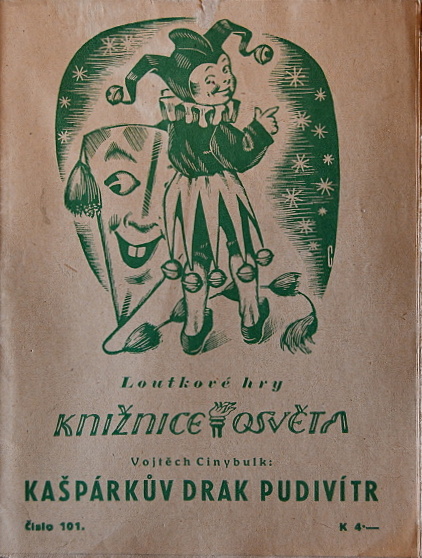 Loutkové hry
KNIŽNICE OSVĚTA
Vojtěch Cinybulk:
KAŠPÁRKŮV DRAK PUDIVÍTR
Číslo 101.
K 4·—